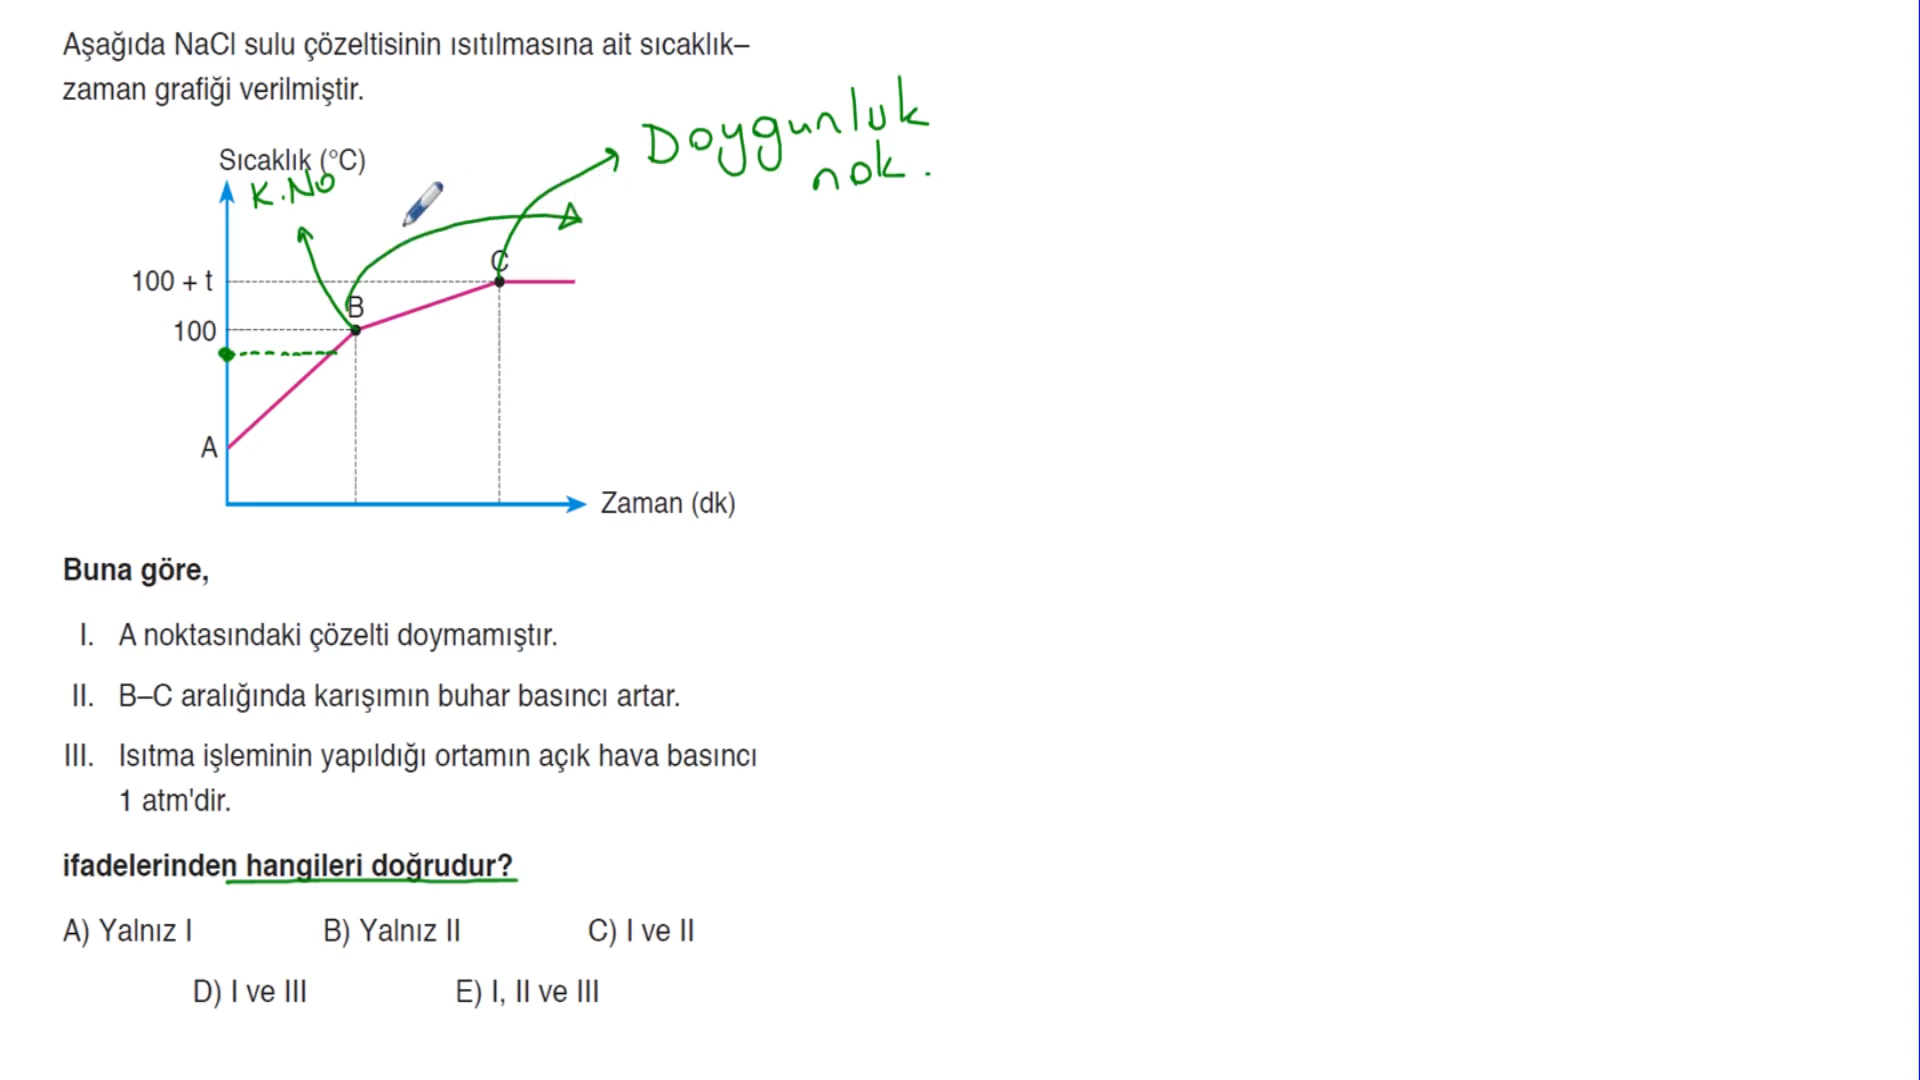 Aşağıda NaCl sulu çözeltisinin ısıtılmasına ait sıcaklık–
zaman grafiği verilmiştir.
Doygunluk
nok.
Sıcaklık (°C)
K.No
C
100 + t
B
100
A
Zaman (dk)
Buna göre,
I. A noktasındaki çözelti doymamıştır.
II. B–C aralığında karışımın buhar basıncı artar.
III. Isıtma işleminin yapıldığı ortamın açık hava basıncı
1 atm'dir.
ifadelerinden hangileri doğrudur?
A) Yalnız I B) Yalnız II C) I ve II
D) I ve III E) I, II ve III